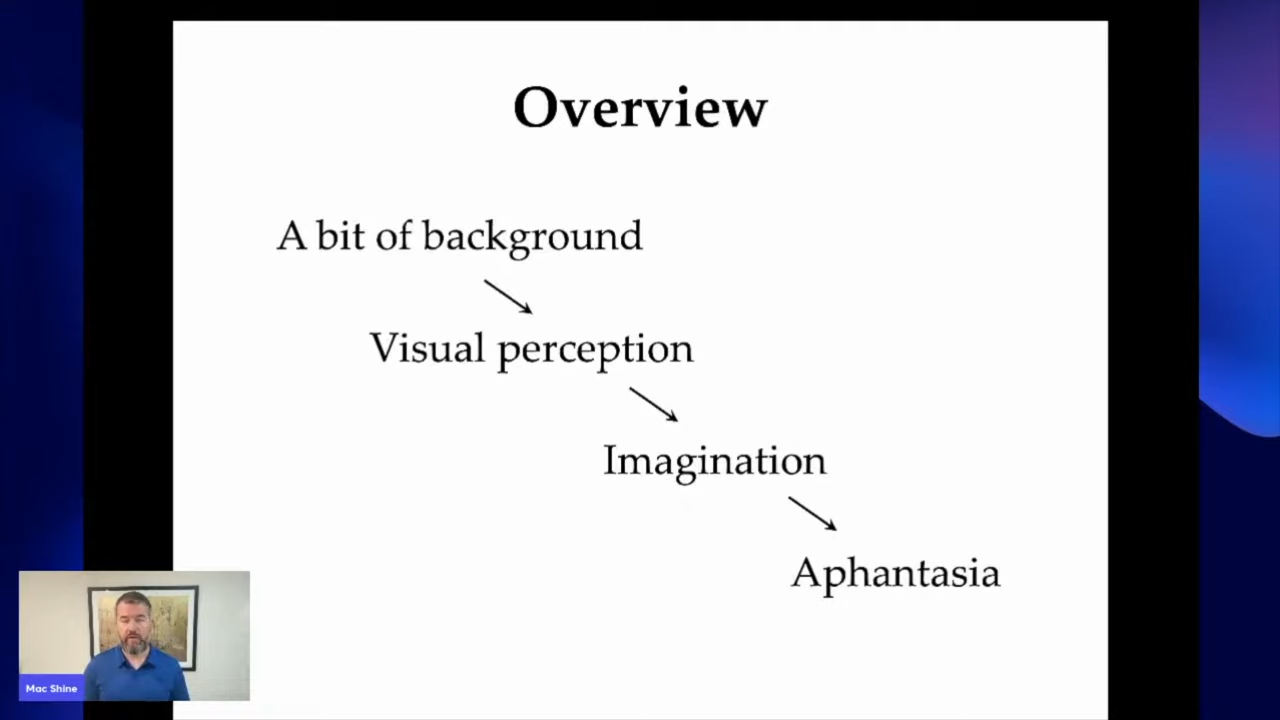 Overview
A bit of background
Visual perception
Imagination
Aphantasia
Mac Shine